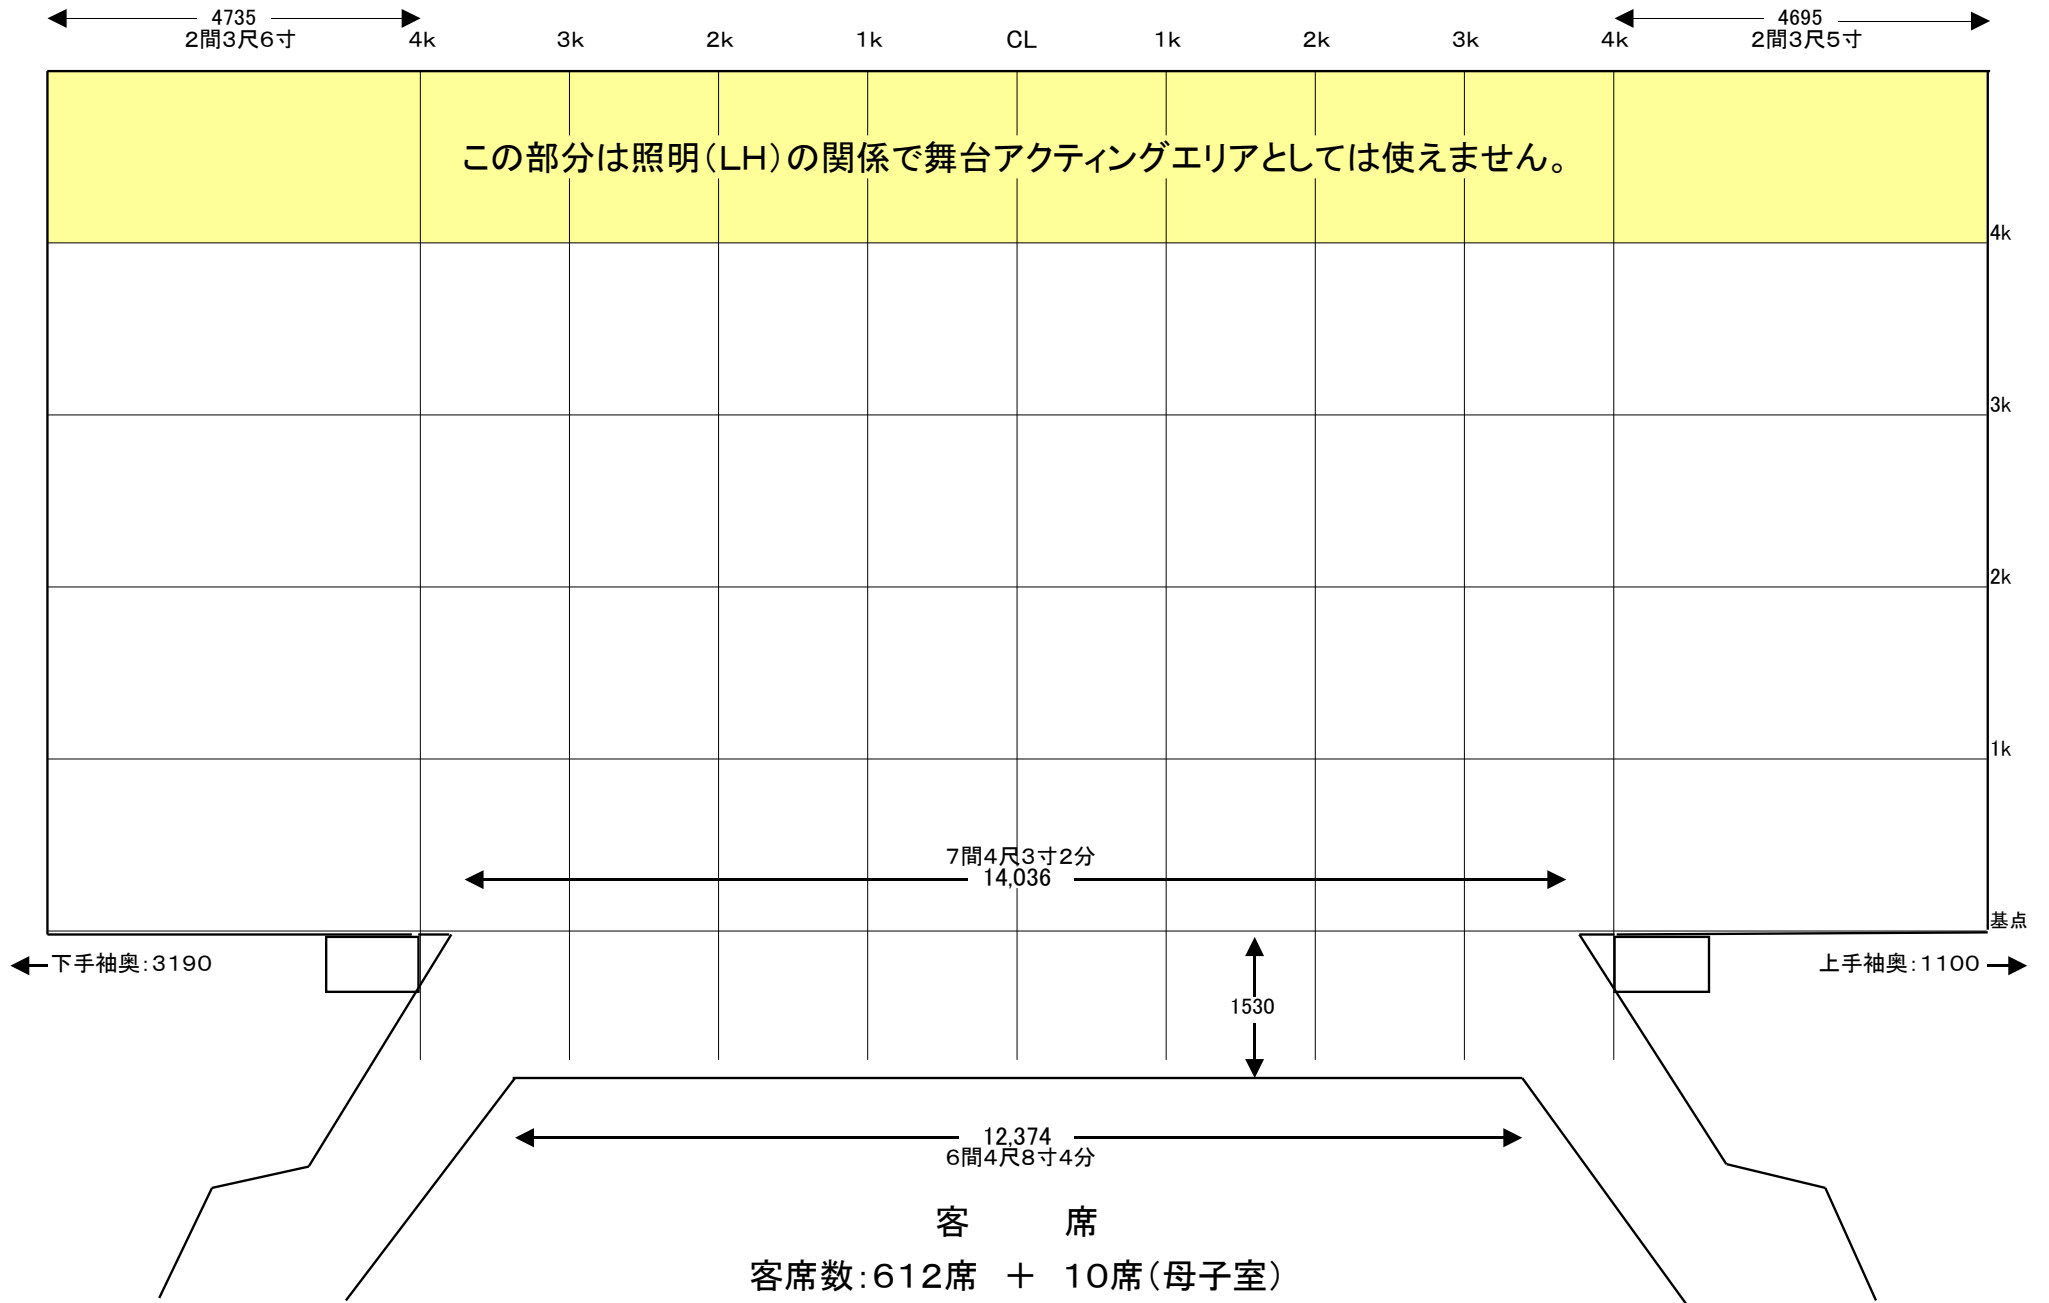 4735
4695
2間3尺6寸
4k
3k
2k
1k
CL
1k
2k
3k
4k
2間3尺5寸
この部分は照明(LH)の関係で舞台アクティングエリアとしては使えません。
4k
3k
2k
1k
7間4尺3寸2分
14,036
基点
下手袖奥:3190
上手袖奥:1100
1530
12,374
6間4尺8寸4分
客　席
客席数:612席 + 10席(母子室)